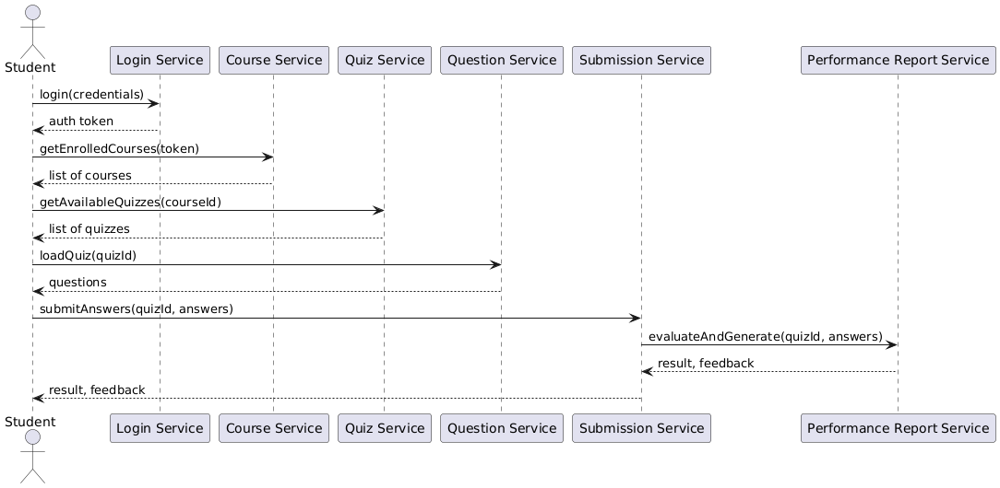 Student
Login Service
Course Service
Quiz Service
Question Service
Submission Service
Performance Report Service
login(credentials)
auth token
getEnrolledCourses(token)
list of courses
getAvailableQuizzes(courseId)
list of quizzes
loadQuiz(quizId)
questions
submitAnswers(quizId, answers)
evaluateAndGenerate(quizId, answers)
result, feedback
result, feedback
Student
Login Service
Course Service
Quiz Service
Question Service
Submission Service
Performance Report Service